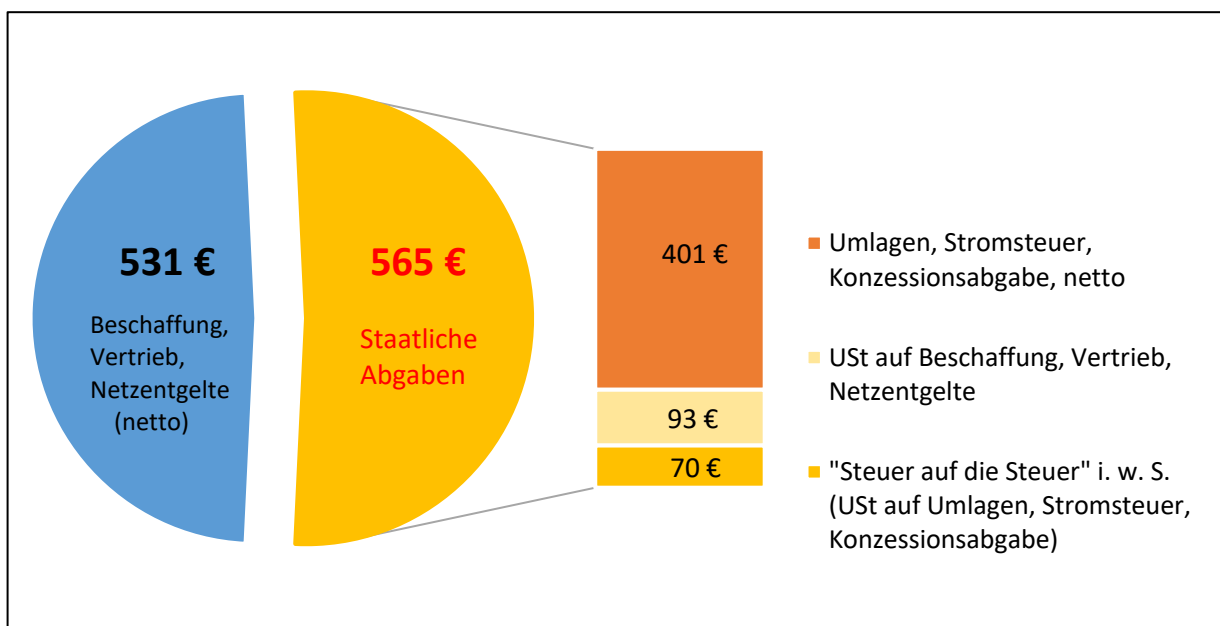 531 €
Beschaffung,
Vertrieb,
Netzentgelte
(netto)
565 €
Staatliche
Abgaben
401 €
93 €
70 €
Umlagen, Stromsteuer,
Konzessionsabgabe, netto
USt auf Beschaffung, Vertrieb,
Netzentgelte
"Steuer auf die Steuer" i. w. S.
(USt auf Umlagen, Stromsteuer,
Konzessionsabgabe)